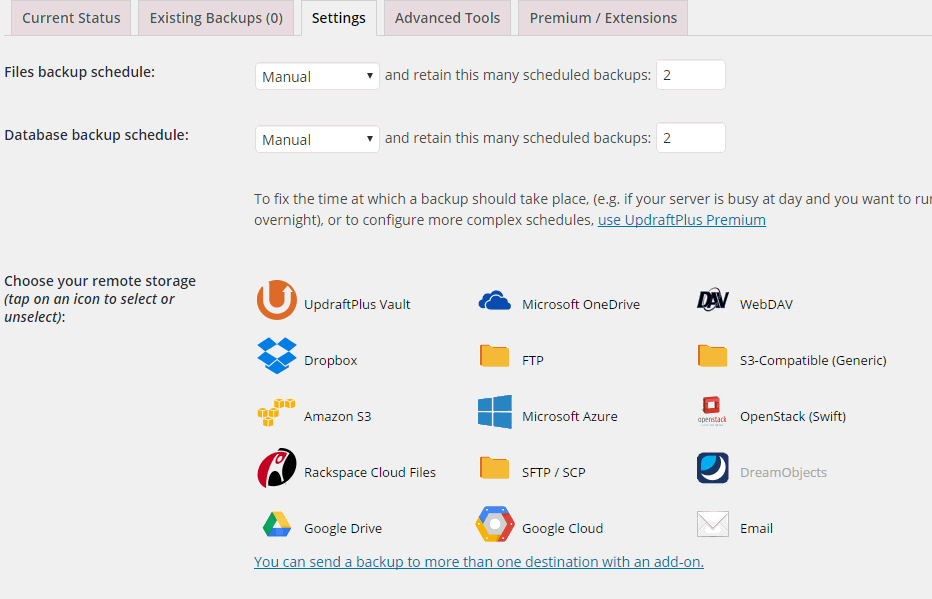 Current Status
Existing Backups (0)
Settings
Advanced Tools
Premium / Extensions
Files backup schedule:
Manual
and retain this many scheduled backups:
2
Database backup schedule:
Manual
and retain this many scheduled backups:
2
To fix the time at which a backup should take place, (e.g. if your server is busy at day and you want to
overnight), or to configure more complex schedules, use UpdraftPlus Premium
Choose your remote storage
(tap on an icon to select or
unselect):
UpdraftPlus Vault
Microsoft OneDrive
DAV
WebDAV
Dropbox
FTP
S3-Compatible (Generic)
Amazon S3
Microsoft Azure
openstack
OpenStack (Swift)
Rackspace Cloud Files
SFTP / SCP
DreamObjects
Google Drive
Google Cloud
Email
You can send a backup to more than one destination with an add-on.